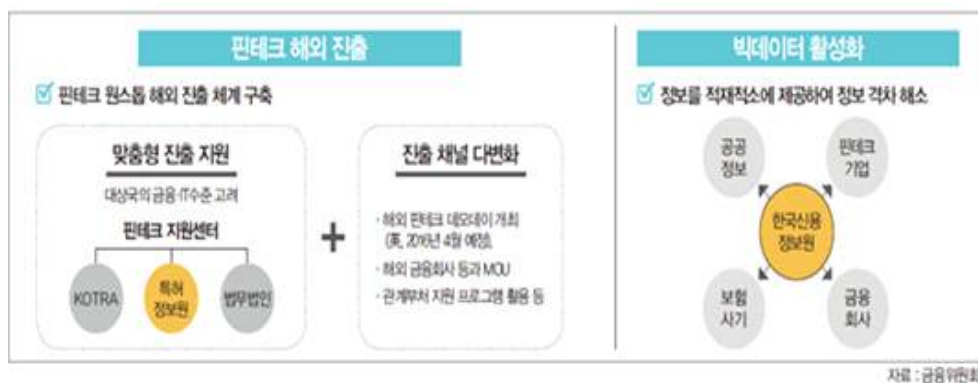 핀테크 해외 진출
핀테크 원스톱 해외 진출 체계 구축
맞춤형 진출 지원
대상국의 금융·IT수준 고려
핀테크 지원센터
KOTRA
특허
정보원
법무법인
+
진출 채널 다변화
· 해외 핀테크 데모데이 개최
(英, 2016년 4월 예정),
· 해외 금융회사 등과 MOU
· 관계부처 지원 프로그램 활용 등
빅데이터 활성화
정보를 적재적소에 제공하여 정보 격차 해소
공공
정보
핀테크
기업
한국신용
정보원
보험
사기
금융
회사
자료 : 금융위원회